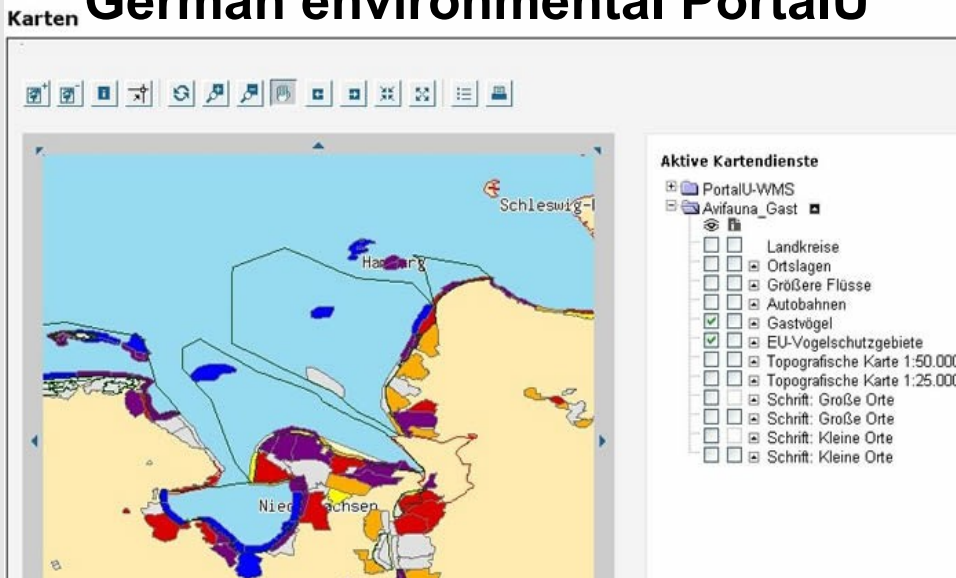 German environmental PortalU
Karten
Aktive Kartendienste
PortalU-WMS
Avifauna_Gast
Landkreise
Ortslagen
Größere Flüsse
Autobahnen
Gastvögel
EU-Vogelschutzgebiete
Topografische Karte 1:50.000
Topografische Karte 1:25.000
Schrift: Große Orte
Schrift: Große Orte
Schrift: Kleine Orte
Schrift: Kleine Orte
Schleswig-
Hamburg
Niedersachsen